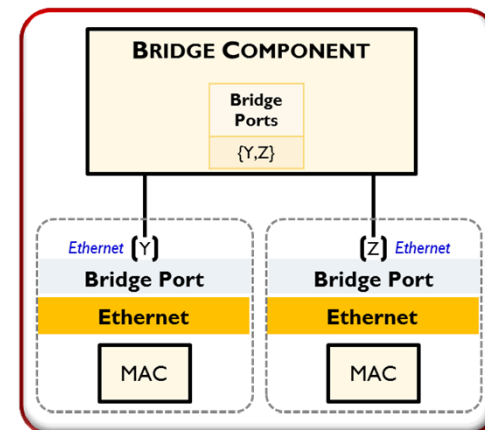 BRIDGE COMPONENT
Bridge
Ports
{Y,Z}
Ethernet {Y}
{Z} Ethernet
Bridge Port
Bridge Port
Ethernet
Ethernet
MAC
MAC